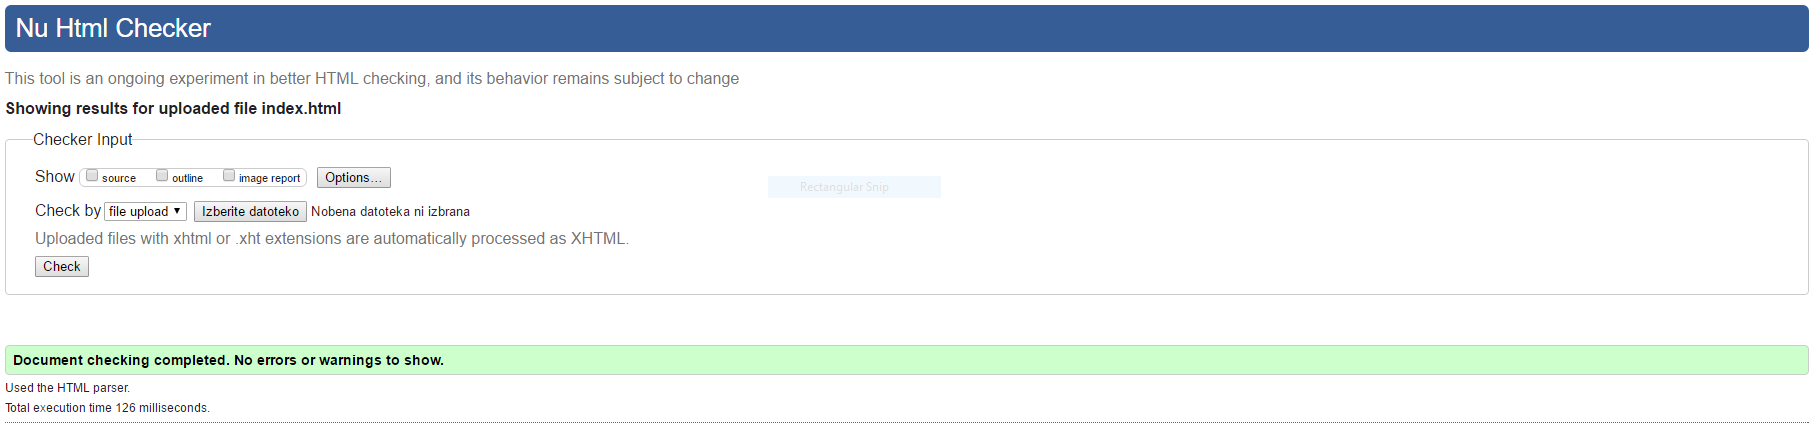 Nu Html Checker
This tool is an ongoing experiment in better HTML checking, and its behavior remains subject to change
Showing results for uploaded file index.html
Checker Input
Show source outline image report Options...
Rectangular Snip
Check by file upload Izberite datoteko Nobena datoteka ni izbrana
Uploaded files with xhtml or .xht extensions are automatically processed as XHTML.
Check
Document checking completed. No errors or warnings to show.
Used the HTML parser.
Total execution time 126 milliseconds.